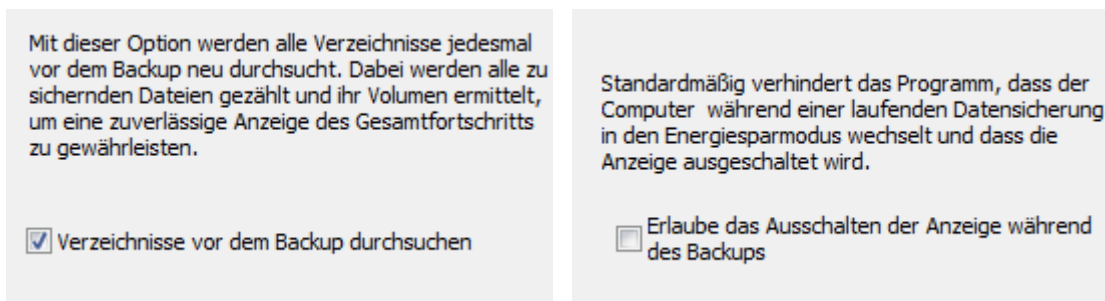 Mit dieser Option werden alle Verzeichnisse jedesmal
vor dem Backup neu durchsucht. Dabei werden alle zu
sichernden Dateien gezählt und ihr Volumen ermittelt,
um eine zuverlässige Anzeige des Gesamtfortschritts
zu gewährleisten.
Verzeichnisse vor dem Backup durchsuchen
Standardmäßig verhindert das Programm, dass der
Computer  während einer laufenden Datensicherung
in den Energiesparmodus wechselt und dass die
Anzeige ausgeschaltet wird.
Erlaube das Ausschalten der Anzeige während
des Backups